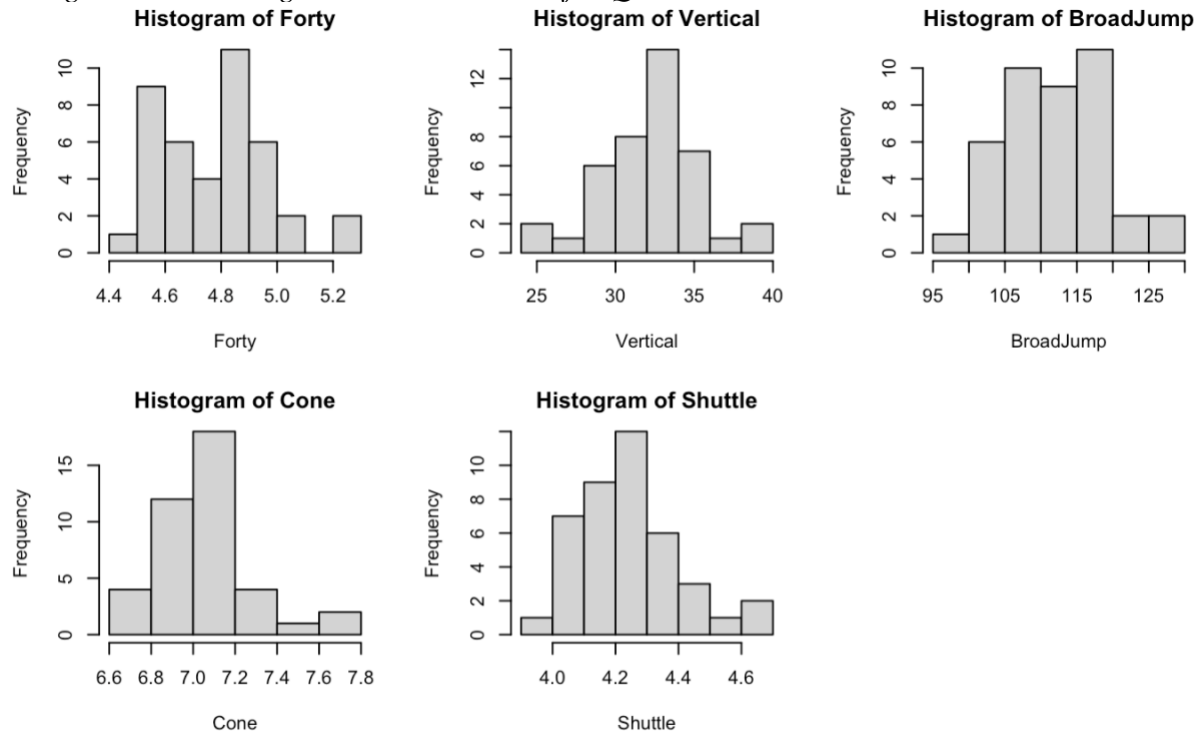 Histogram of Forty
Frequency
0 2 4 6 8 10
4.4 4.6 4.8 5.0 5.2
Forty
Histogram of Vertical
Frequency
0 2 4 6 8 12
25 30 35 40
Vertical
Histogram of BroadJump
Frequency
0 2 4 6 8 10
95 105 115 125
BroadJump
Histogram of Cone
Frequency
0 5 10 15
6.6 6.8 7.0 7.2 7.4 7.6 7.8
Cone
Histogram of Shuttle
Frequency
0 2 4 6 8 10
4.0 4.2 4.4 4.6
Shuttle